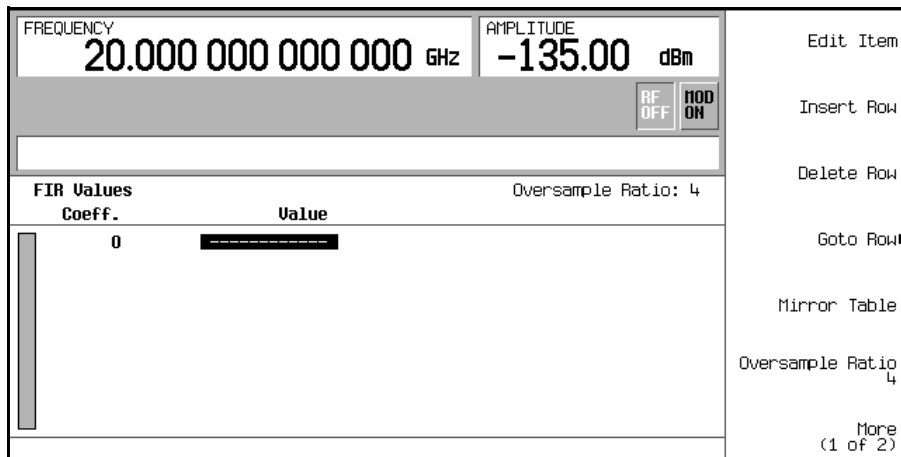 FREQUENCY
20.000 000 000 000 GHz
AMPLITUDE
-135.00 dBm
RF OFF
MOD ON
FIR Values
Oversample Ratio: 4
Coeff. Value
0 ------------
Edit Item
Insert Row
Delete Row
Goto Row
Mirror Table
Oversample Ratio
4
More
(1 of 2)